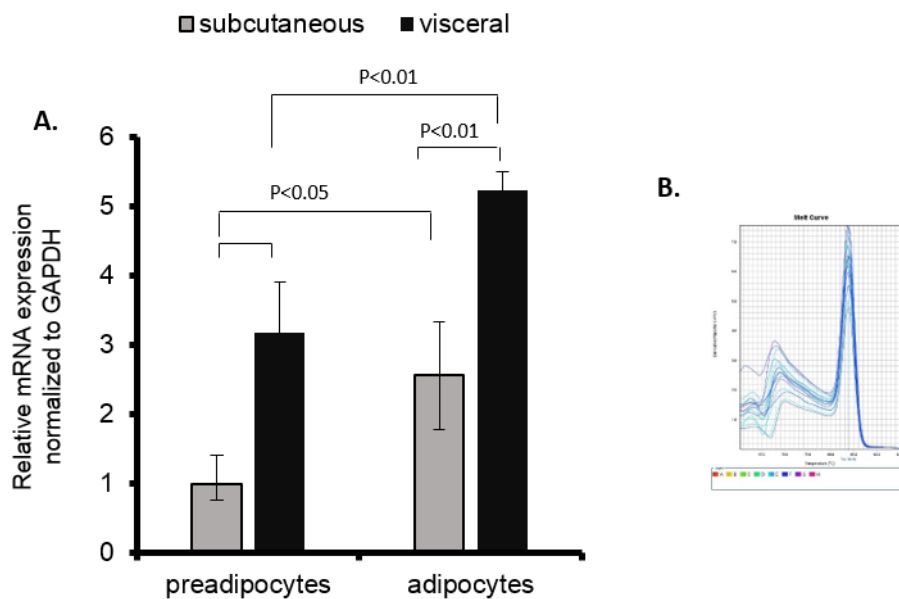 subcutaneous visceral
P<0.01
A.
P<0.01
6
P<0.05
5
4
3
2
1
0
Relative mRNA expression
normalized to GAPDH
preadipocytes adipocytes
B.
Melt Curve
Temperature (°C)